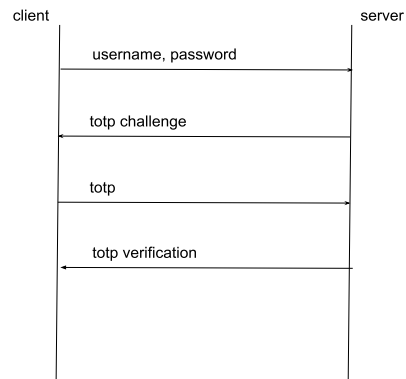 client
server
username, password
totp challenge
totp
totp verification